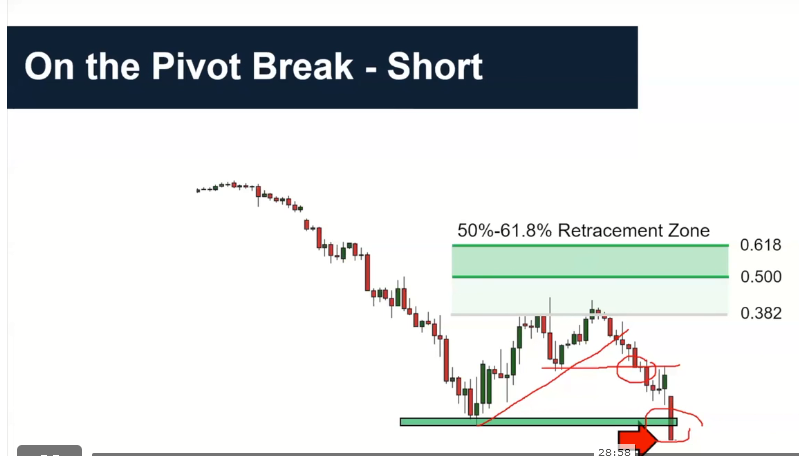 On the Pivot Break - Short
50%-61.8% Retracement Zone
0.618
0.500
0.382
28:58